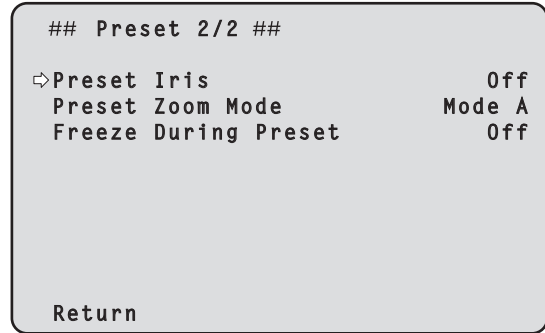 ## Preset 2/2 ##
⇨Preset Iris Off
Preset Zoom Mode Mode A
Freeze During Preset Off
Return